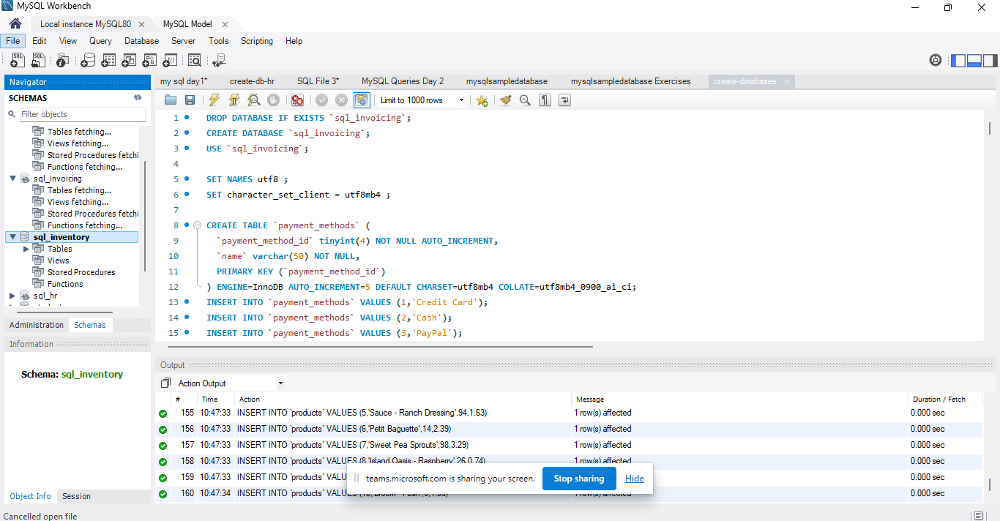 MySQL Workbench
Local instance MySQL80
MySQL Model
File Edit View Query Database Server Tools Scripting Help
Navigator
SCHEMAS
Filter objects
Tables fetching...
Views fetching...
Stored Procedures fetchi
Functions fetching...
sql_invoicing
Tables fetching...
Views fetching...
Stored Procedures fetchi
Functions fetching...
sql_inventory
Tables
Views
Stored Procedures
Functions
sql_hr
Administration Schemas
Information
Schema: sql_inventory
Object Info Session
Cancelled open file
my sql day1* create-db-hr SQL File 3* MySQL Queries Day 2 mysqlsampledatabase mysqlsampledatabase Exercises create-databases
Limit to 1000 rows
1 DROP DATABASE IF EXISTS `sql_invoicing`;
2 CREATE DATABASE `sql_invoicing`;
3 USE `sql_invoicing`;
4
5 SET NAMES utf8 ;
6 SET character_set_client = utf8mb4 ;
7
8 CREATE TABLE `payment_methods` (
9 `payment_method_id` tinyint(4) NOT NULL AUTO_INCREMENT,
10 `name` varchar(50) NOT NULL,
11 PRIMARY KEY (`payment_method_id`)
12 ) ENGINE=InnoDB AUTO_INCREMENT=5 DEFAULT CHARSET=utf8mb4 COLLATE=utf8mb4_0900_ai_ci;
13 INSERT INTO `payment_methods` VALUES (1,'Credit Card');
14 INSERT INTO `payment_methods` VALUES (2,'Cash');
15 INSERT INTO `payment_methods` VALUES (3,'PayPal');
Output
Action Output
# Time Action Message Duration / Fetch
155 10:47:33 INSERT INTO `products` VALUES (5,'Sauce - Ranch Dressing',94,1.63) 1 row(s) affected 0.000 sec
156 10:47:33 INSERT INTO `products` VALUES (6,'Petit Baguette',14,2.39) 1 row(s) affected 0.000 sec
157 10:47:33 INSERT INTO `products` VALUES (7,'Sweet Pea Sprouts',98,3.29) 1 row(s) affected 0.000 sec
158 10:47:33 INSERT INTO `products` VALUES (8,'Island Oasis - Raspberry',26,0.74) 1 row(s) affected 0.000 sec
159 10:47:33 INSERT INTO `products` VALU 0.000 sec
160 10:47:34 INSERT INTO `products` VALU 0.000 sec
teams.microsoft.com is sharing your screen. Stop sharing Hide